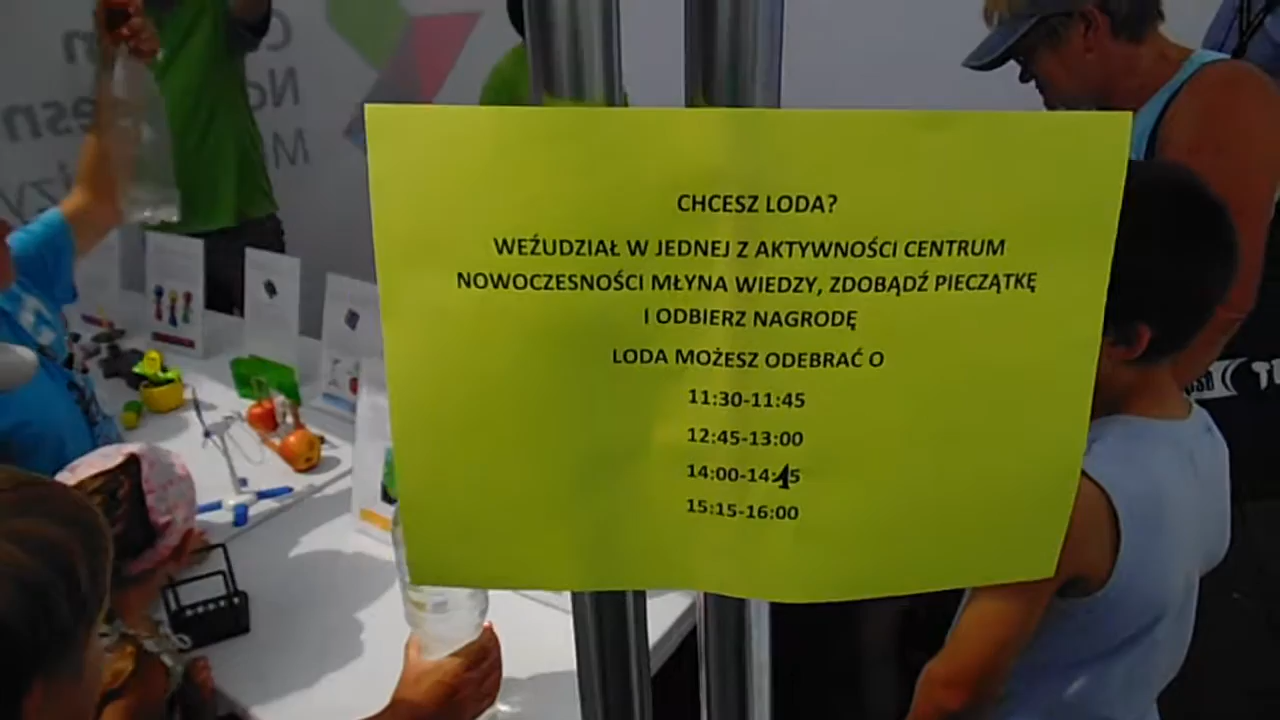 CHCESZ LODA?
WEŹUDZIAŁ W JEDNEJ Z AKTYWNOŚCI CENTRUM
NOWOCZESNOŚCI MŁYNA WIEDZY, ZDOBĄDŹ PIECZĄTKĘ
I ODBIERZ NAGRODĘ
LODA MOŻESZ ODEBRAĆ O
11:30-11:45
12:45-13:00
14:00-14:15
15:15-16:00